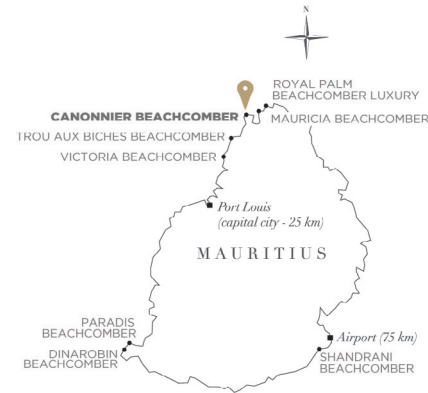 N
ROYAL PALM
BEACHCOMBER LUXURY
CANONNIER BEACHCOMBER
MAURICIA BEACHCOMBER
TROU AUX BICHES BEACHCOMBER
VICTORIA BEACHCOMBER
Port Louis
(capital city - 25 km)
MAURITIUS
PARADIS
BEACHCOMBER
DINAROBIN
BEACHCOMBER
Airport (75 km)
SHANDRANI
BEACHCOMBER